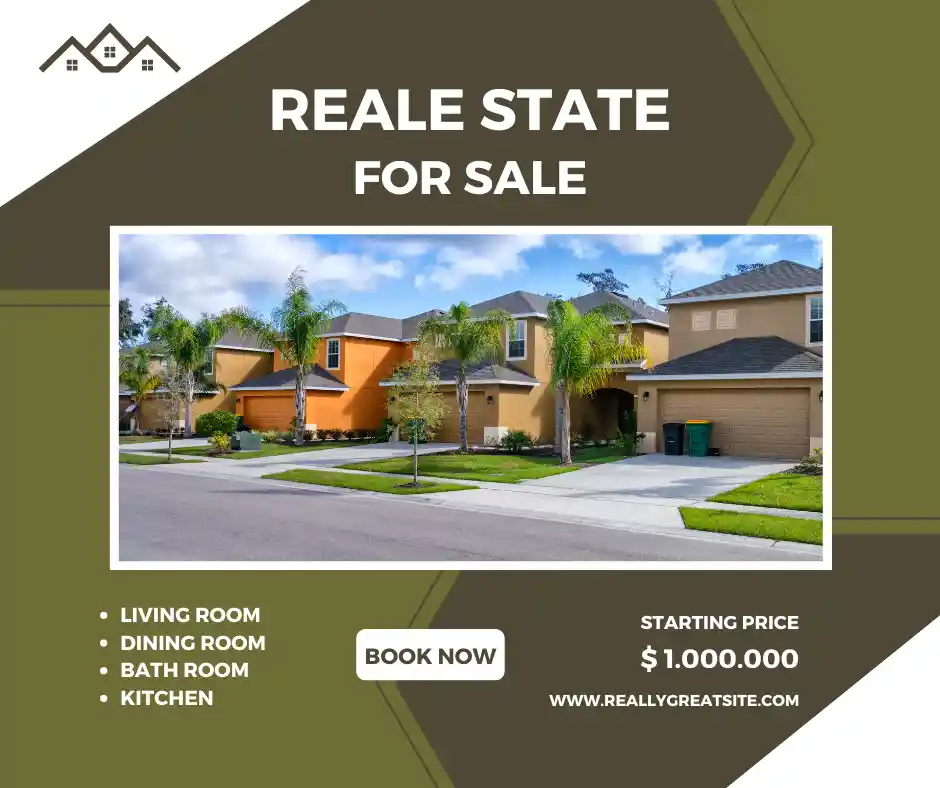 REALE STATE
FOR SALE
• LIVING ROOM
• DINING ROOM
• BATH ROOM
• KITCHEN
BOOK NOW
STARTING PRICE
$ 1.000.000
WWW.REALLYGREATSITE.COM